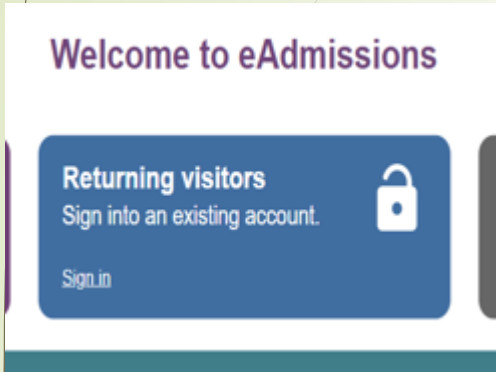 Welcome to eAdmissions
Returning visitors
Sign into an existing account.
Sign in